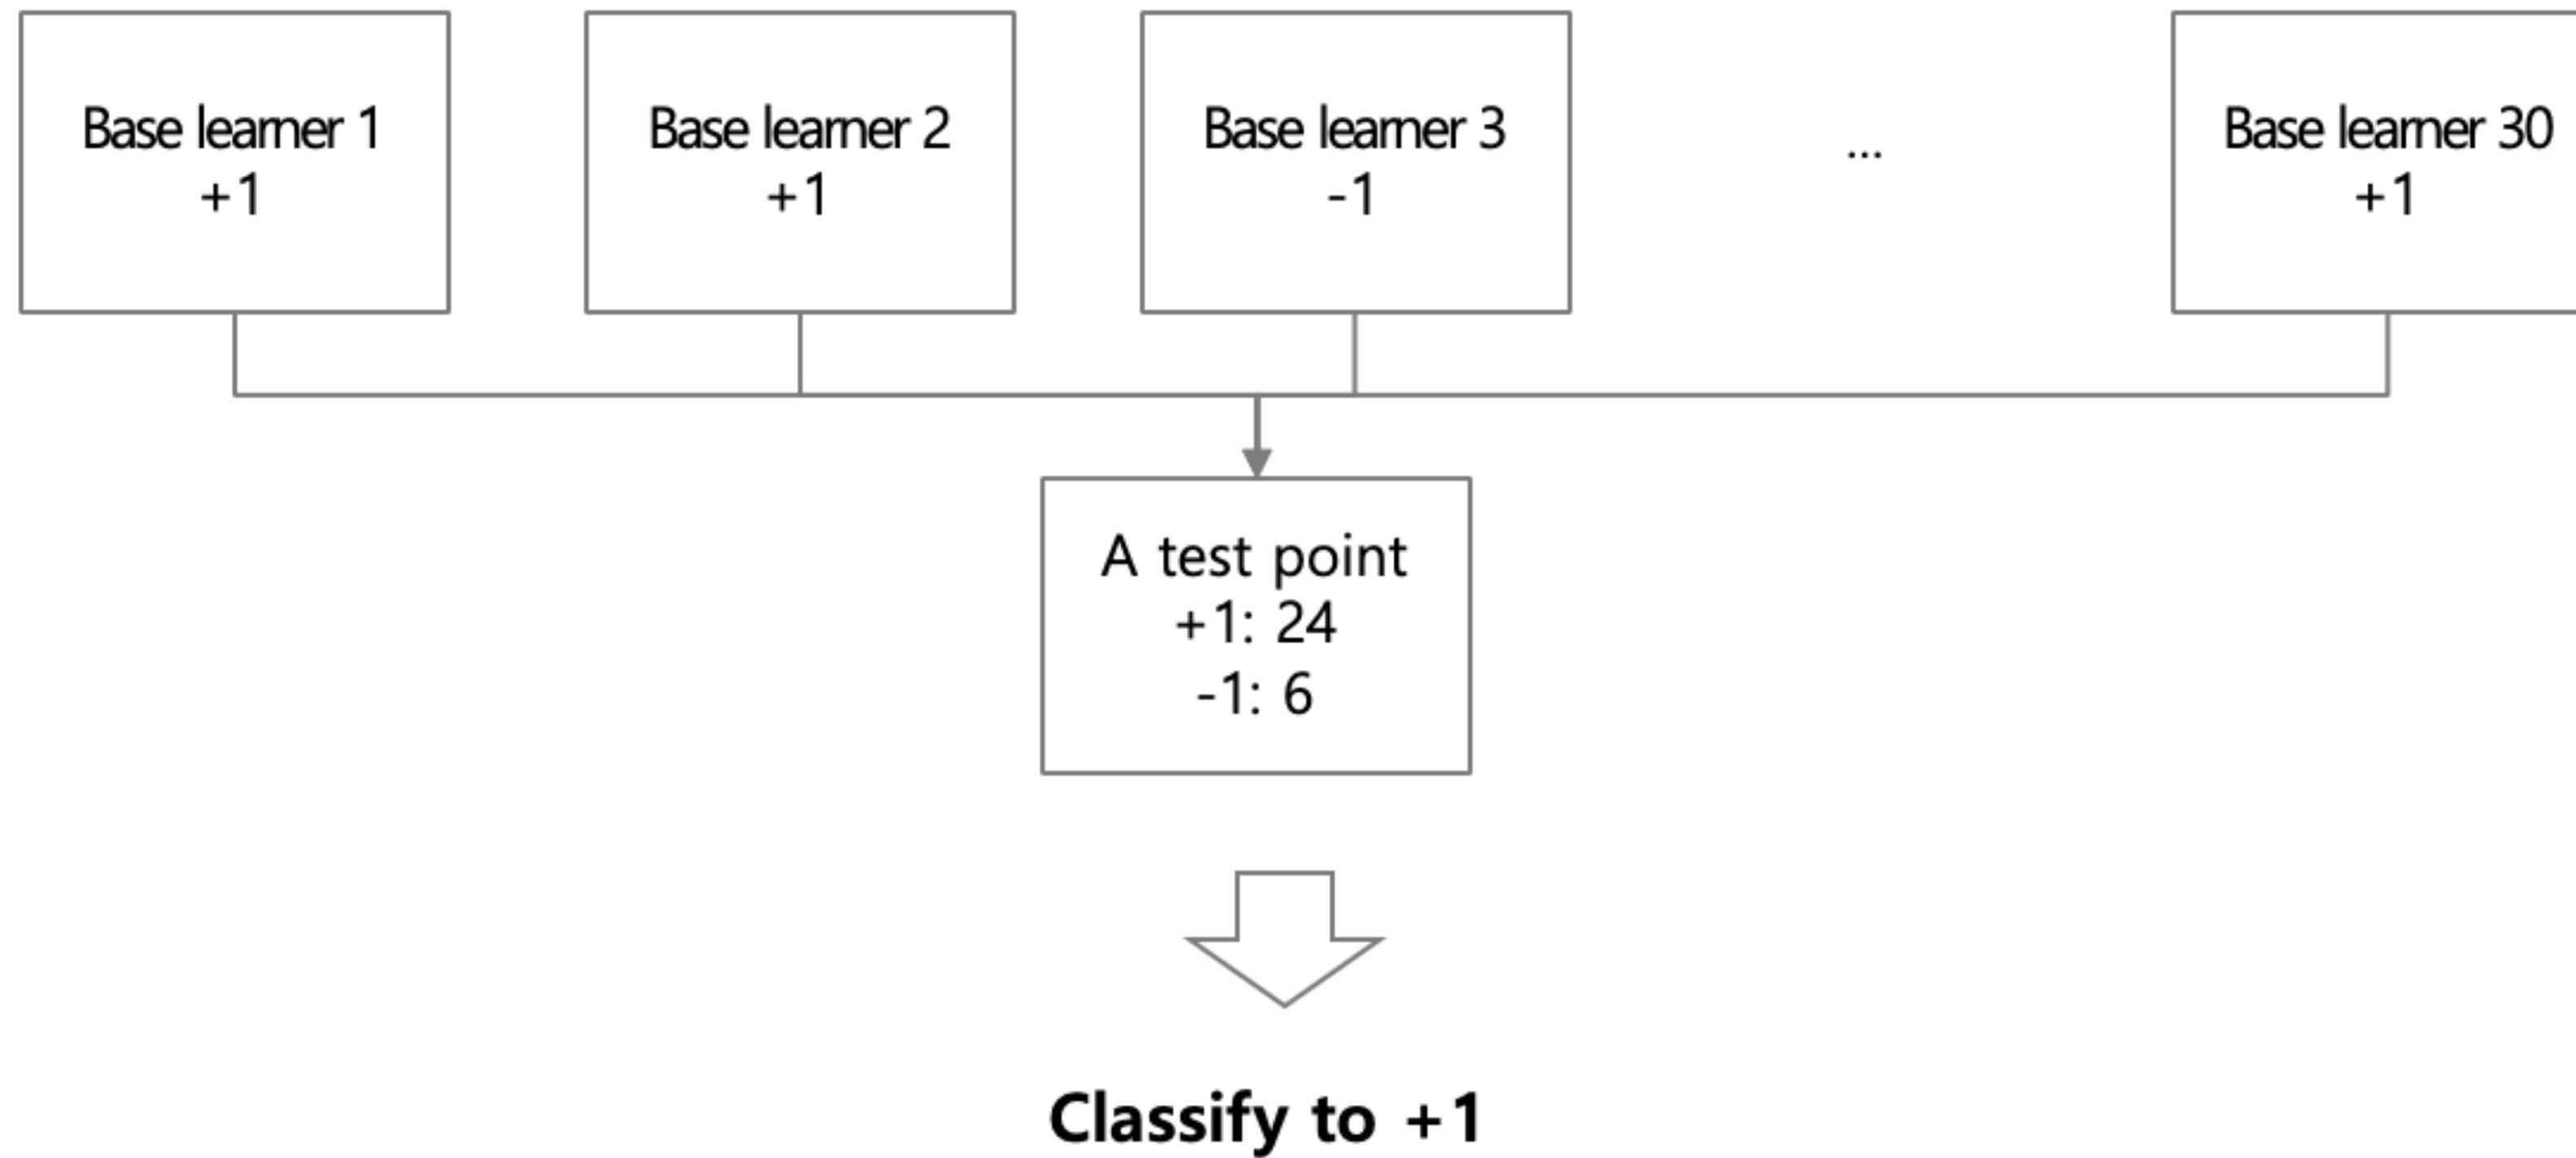 Base learner 1
+1
Base learner 2
+1
Base learner 3
-1
...
Base learner 30
+1
A test point
+1: 24
-1: 6
Classify to +1